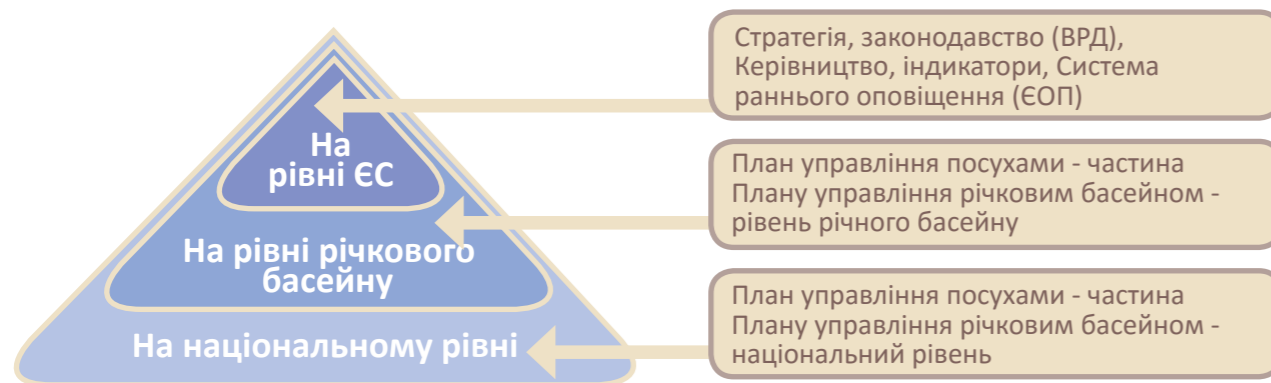 Стратегія, законодавство (ВРД),
Керівництво, індикатори, Система
раннього оповіщення (ЄОП)
На
рівні ЄС
План управління посухами - частина
Плану управління річковим басейном -
рівень річного басейну
На рівні річкового
басейну
План управління посухами - частина
Плану управління річковим басейном -
національний рівень
На національному рівні